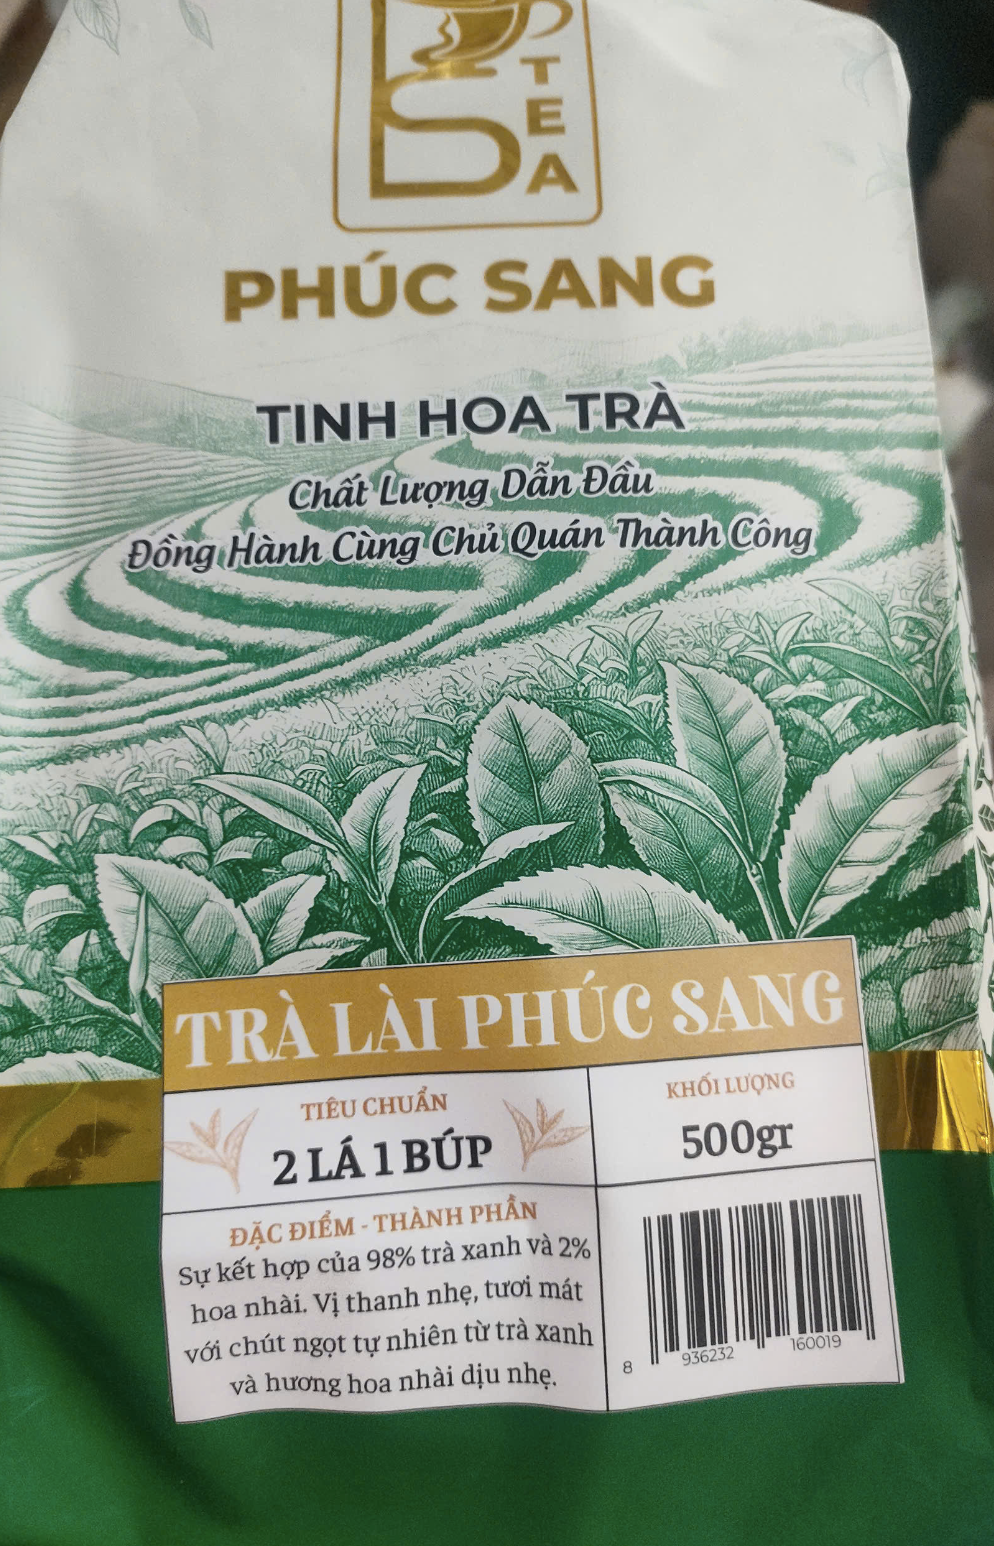 TEA
PHÚC SANG
TINH HOA TRÀ
Chất Lượng Dẫn Đầu
Đồng Hành Cùng Chủ Quán Thành Công
TRÀ LÀI PHÚC SANG
TIÊU CHUẨN
2 LÁ 1 BÚP
KHỐI LƯỢNG
500gr
ĐẶC ĐIỂM - THÀNH PHẦN
Sự kết hợp của 98% trà xanh và 2%
hoa nhài. Vị thanh nhẹ, tươi mát
với chút ngọt tự nhiên từ trà xanh
và hương hoa nhài dịu nhẹ.
8 936232 160019